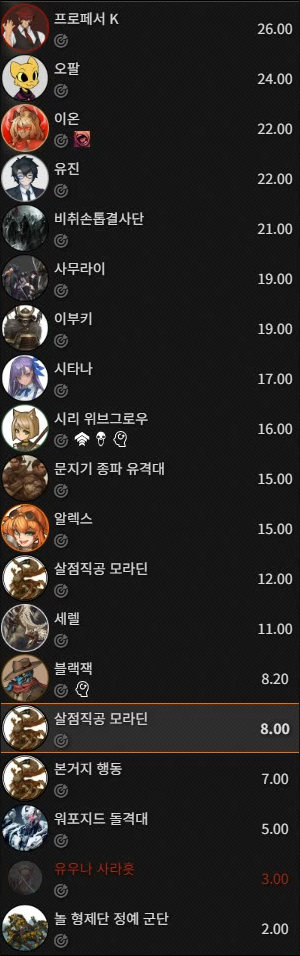 프로페서 K
26.00
오팔
24.00
이온
22.00
유진
22.00
비취손톱결사단
21.00
사무라이
19.00
이부키
19.00
시타나
17.00
시리 위브그로우
16.00
문지기 종파 유격대
15.00
알렉스
15.00
살점직공 모라딘
12.00
세렐
11.00
블랙잭
8.20
살점직공 모라딘
8.00
본거지 행동
7.00
워포지드 돌격대
5.00
유우나 사라훗
3.00
놀 형제단 정예 군단
2.00